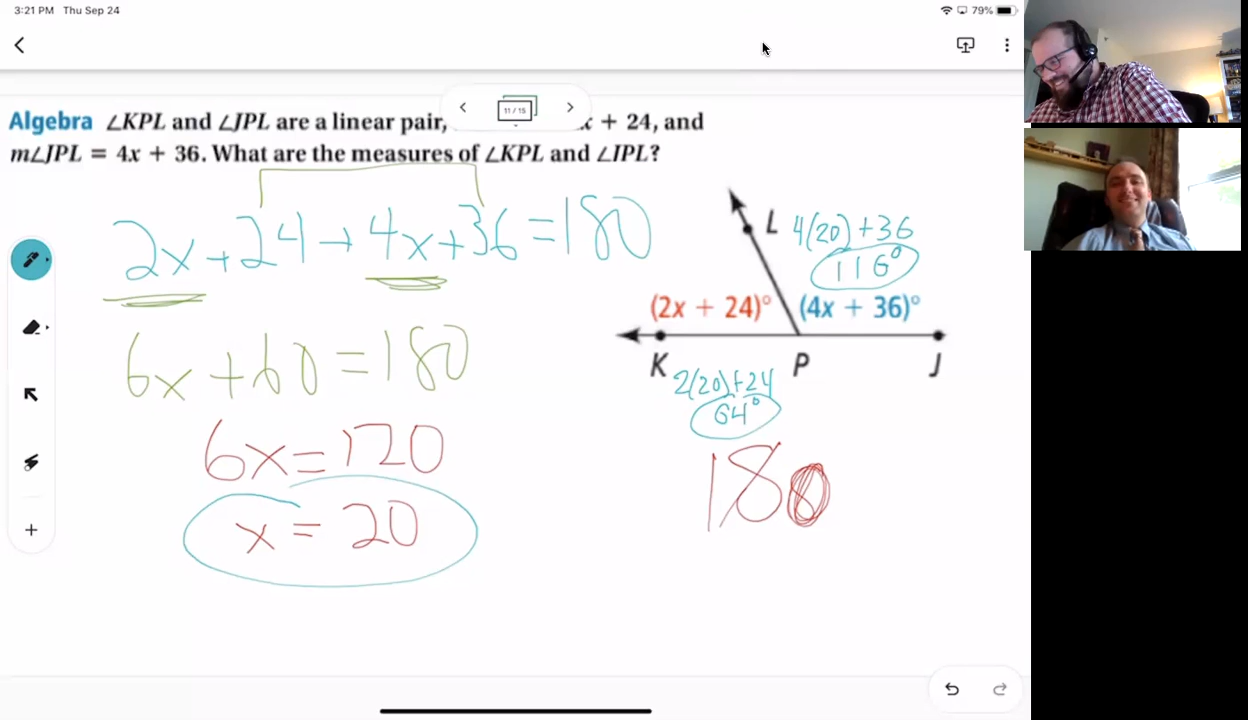 3:21 PM Thu Sep 24
79%
11 / 15
Algebra ∠KPL and ∠JPL are a linear pair, + 24, and
m∠JPL = 4x + 36. What are the measures of ∠KPL and ∠JPL?
2x+24+4x+36=180
6x+60=180
6x=120
x=20
L
4(20)+36
116°
(2x + 24)°
(4x + 36)°
K
P
J
2(20)+24
64°
180